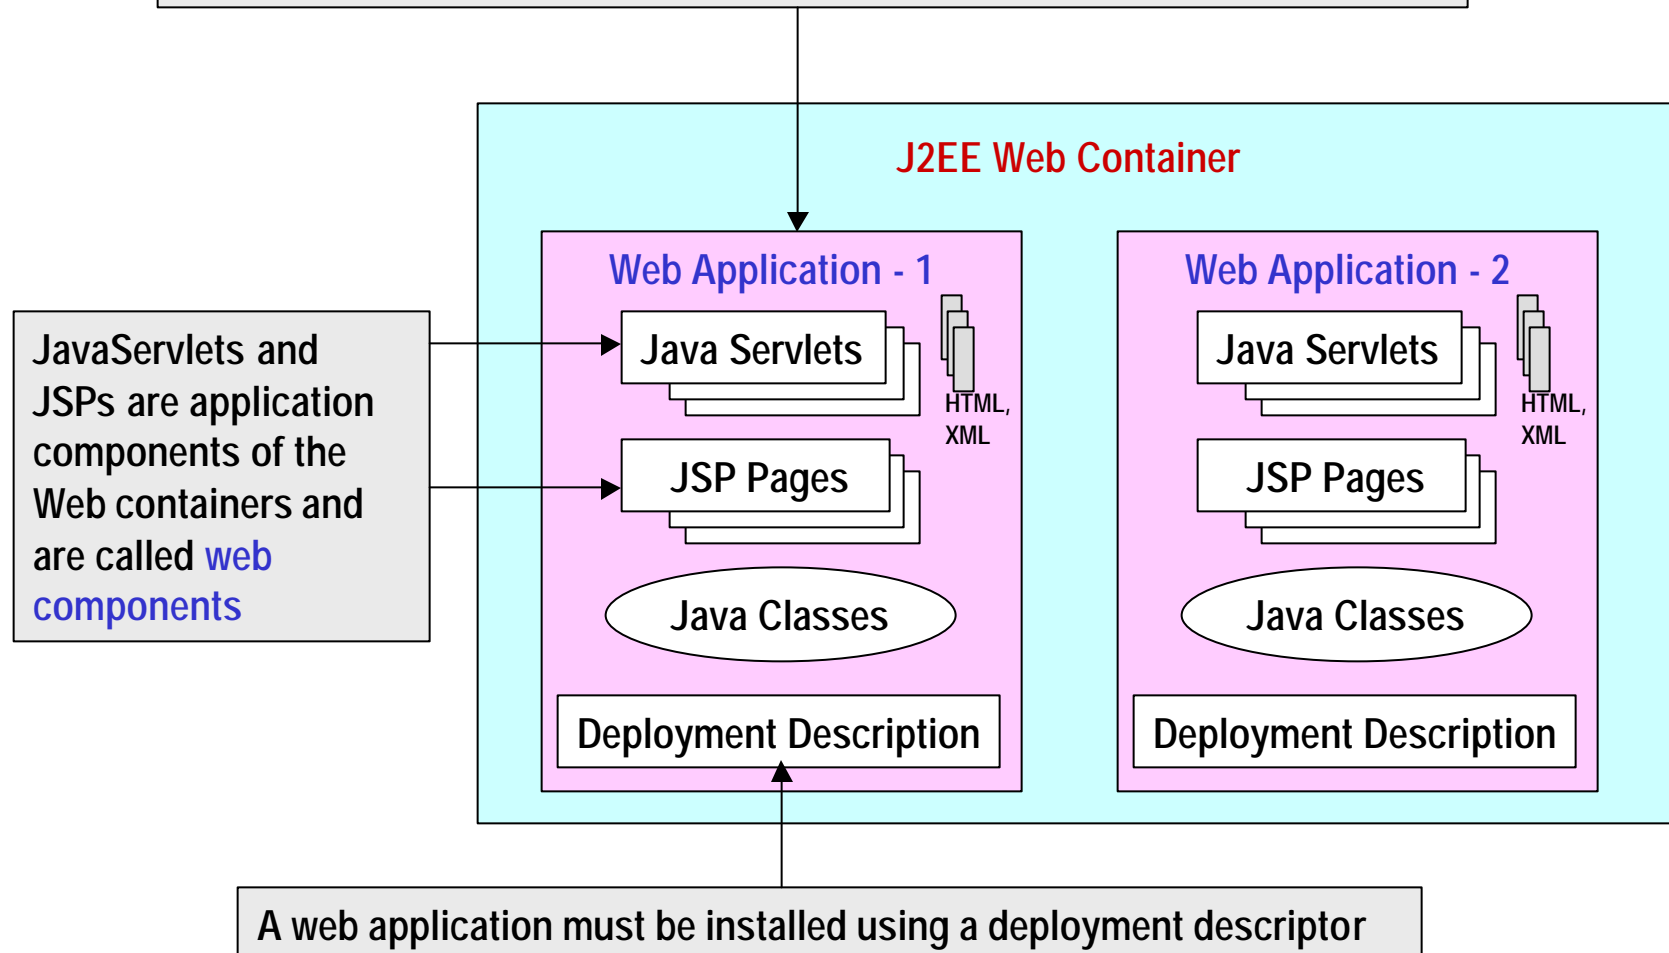 J2EE Web Container
Web Application - 1
Java Servlets
HTML,
XML
JSP Pages
Java Classes
Deployment Description
Web Application - 2
Java Servlets
HTML,
XML
JSP Pages
Java Classes
Deployment Description
JavaServlets and
JSPs are application
components of the
Web containers and
are called web
components
A web application must be installed using a deployment descriptor